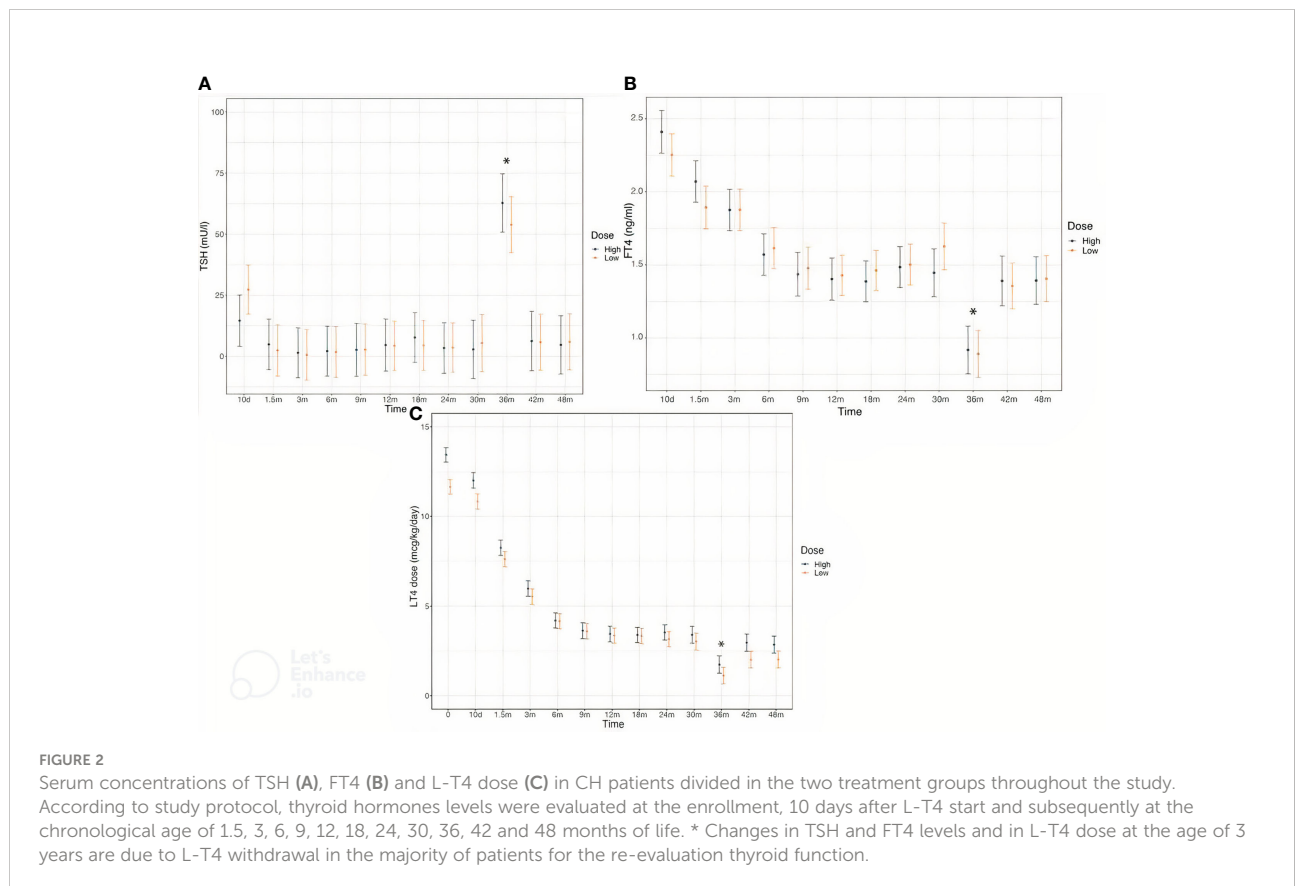 A
100
75
50
25
0
TSH (mU/l)
*
Dose
High
Low
10d 1.5m 3m 6m 9m 12m 18m 24m 30m 36m 42m 48m
Time
B
2.5
2.0
1.5
1.0
FT4 (ng/ml)
*
Dose
High
Low
10d 1.5m 3m 6m 9m 12m 18m 24m 30m 36m 42m 48m
Time
C
15
10
5
0
LT4 dose (mcg/kg/day)
*
Dose
High
Low
0 10d 1.5m 3m 6m 9m 12m 18m 24m 30m 36m 42m 48m
Time
Let's
Enhance
.io
FIGURE 2
Serum concentrations of TSH (A), FT4 (B) and L-T4 dose (C) in CH patients divided in the two treatment groups throughout the study.
According to study protocol, thyroid hormones levels were evaluated at the enrollment, 10 days after L-T4 start and subsequently at the
chronological age of 1.5, 3, 6, 9, 12, 18, 24, 30, 36, 42 and 48 months of life. * Changes in TSH and FT4 levels and in L-T4 dose at the age of 3
years are due to L-T4 withdrawal in the majority of patients for the re-evaluation thyroid function.